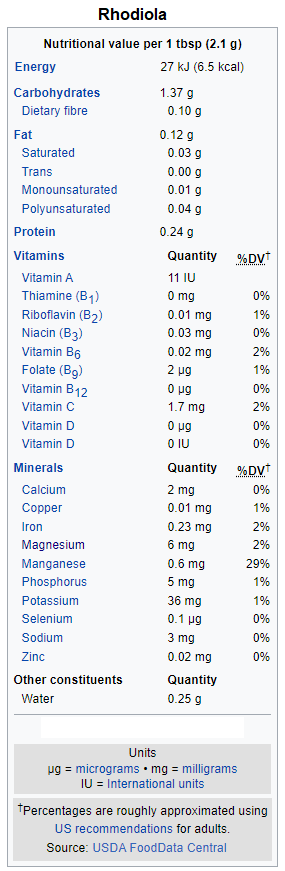 Rhodiola
Nutritional value per 1 tbsp (2.1 g)
Energy 27 kJ (6.5 kcal)
Carbohydrates 1.37 g
Dietary fibre 0.10 g
Fat 0.12 g
Saturated 0.03 g
Trans 0.00 g
Monounsaturated 0.01 g
Polyunsaturated 0.04 g
Protein 0.24 g
Vitamins Quantity %DV†
Vitamin A 11 IU
Thiamine (B1) 0 mg 0%
Riboflavin (B2) 0.01 mg 1%
Niacin (B3) 0.03 mg 0%
Vitamin B6 0.02 mg 2%
Folate (B9) 2 μg 1%
Vitamin B12 0 μg 0%
Vitamin C 1.7 mg 2%
Vitamin D 0 μg 0%
Vitamin D 0 IU 0%
Minerals Quantity %DV†
Calcium 2 mg 0%
Copper 0.01 mg 1%
Iron 0.23 mg 2%
Magnesium 6 mg 2%
Manganese 0.6 mg 29%
Phosphorus 5 mg 1%
Potassium 36 mg 1%
Selenium 0.1 μg 0%
Sodium 3 mg 0%
Zinc 0.02 mg 0%
Other constituents Quantity
Water 0.25 g
Units
μg = micrograms • mg = milligrams
IU = International units
†Percentages are roughly approximated using
US recommendations for adults.
Source: USDA FoodData Central